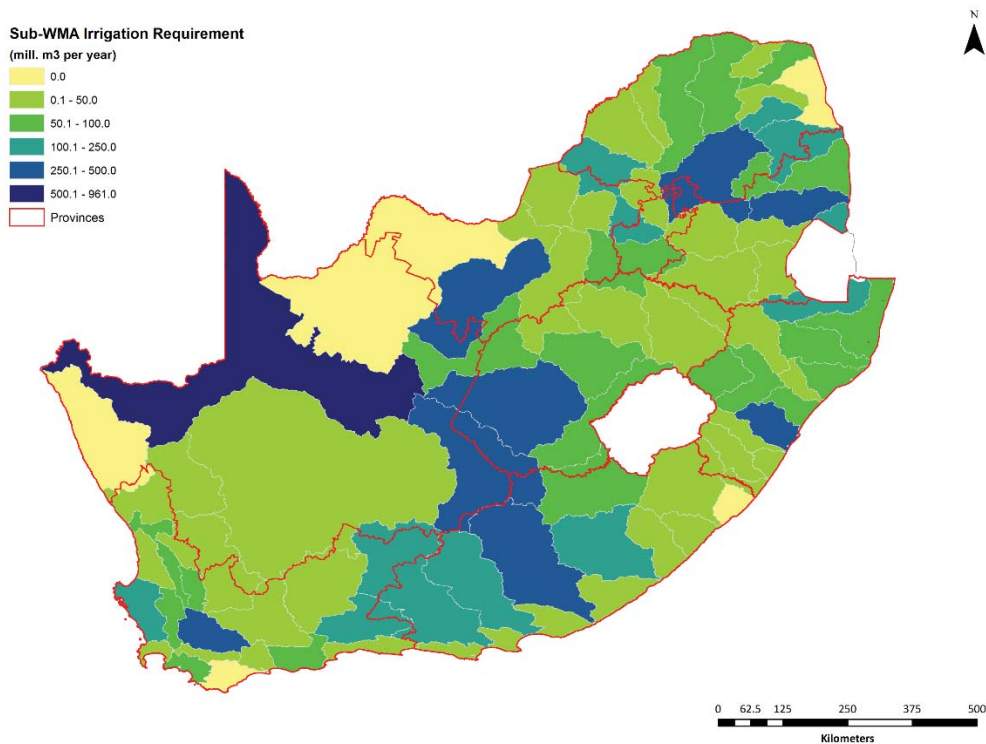 N
Sub-WMA Irrigation Requirement
(mill. m3 per year)
0.0
0.1 - 50.0
50.1 - 100.0
100.1 - 250.0
250.1 - 500.0
500.1 - 961.0
Provinces
0 62.5 125 250 375 500
Kilometers